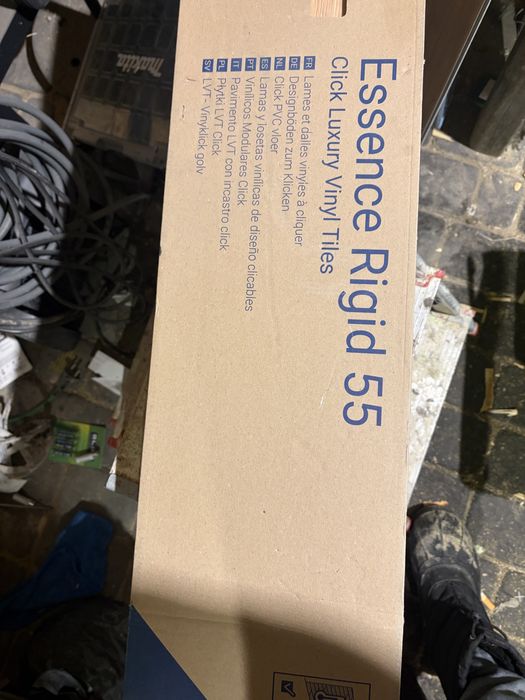 Essence Rigid 55
Click Luxury Vinyl Tiles
FR Lames et dalles vinyles à cliquer
DE Designböden zum Klicken
NL Click PVC vloer
ES Lamas y losetas vinílicas de diseño clicables
PT Vinílicos Modulares Click
IT Pavimento LVT con incastro click
PL Płytki LVT Click
SV LVT - Vinyklick golv
makita